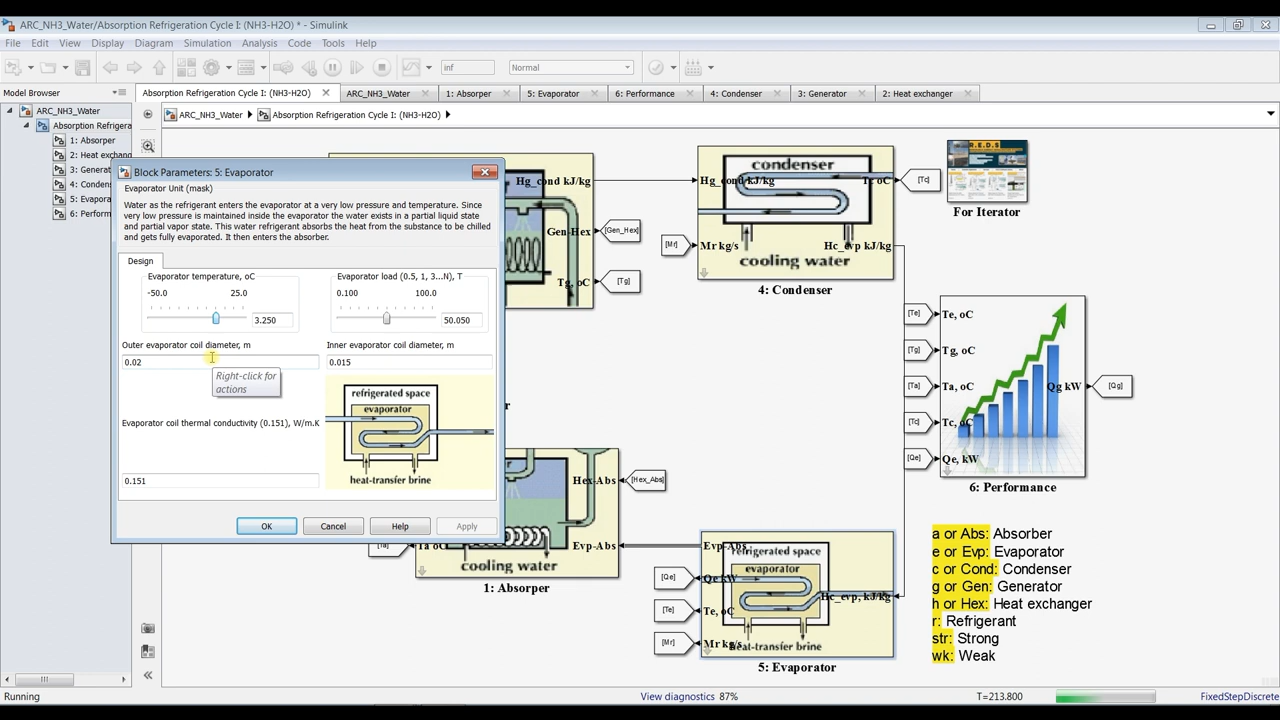 ARC_NH3_Water/Absorption Refrigeration Cycle I: (NH3-H2O) * - Simulink
File Edit View Display Diagram Simulation Analysis Code Tools Help
inf Normal
Model Browser
Absorption Refrigeration Cycle I: (NH3-H2O) ARC_NH3_Water 1: Absorper 5: Evaporator 6: Performance 4: Condenser 3: Generator 2: Heat exchanger
ARC_NH3_Water
Absorption Refrigera
1: Absorper
2: Heat exchan
3: Genera
4: Condens
5: Evapora
6: Perform
ARC_NH3_Water Absorption Refrigeration Cycle I: (NH3-H2O)
Block Parameters: 5: Evaporator
Evaporator Unit (mask)
Water as the refrigerant enters the evaporator at very low pressure and temperature. Since
very low pressure is maintained inside the evaporator the water exists in a partial liquid state
and partial vapor state. This water refrigerant absorbs the heat from the substance to be chilled
and gets fully evaporated. It then enters the absorber.
Design
Evaporator temperature, oC
-50.0 25.0
3.250
Evaporator load (0.5, 1, 3...N), T
0.100 100.0
50.050
Outer evaporator coil diameter, m
0.02
Inner evaporator coil diameter, m
0.015
Right-click for
actions
Evaporator coil thermal conductivity (0.151), W/m.K
0.151
refrigerated space
evaporator
heat-transfer brine
OK Cancel Help Apply
Hg_cond kJ/kg
Gen-Hex
[Gen_Hex]
Tg, oC
[Tg]
condenser
Hg_cond kJ/kg
Tc oC
[Tc]
[Mr]
Mr kg/s
Hc_evp kJ/kg
cooling water
4: Condenser
R.E.D.S
For Iterator
[Te] Te, oC
[Tg] Tg, oC
[Ta] Ta, oC
[Tc] Tc, oC
[Qe] Qe, kW
Qg kW
[Qg]
6: Performance
Hex-Abs
[Hex_Abs]
Evp-Abs
[Ta]
Ta oC
cooling water
1: Absorper
Evp-Abs
refrigerated space
evaporator
[Qe] Qe kW
Hc_evp, kJ/kg
[Te] Te, oC
[Mr] Mr kg/s
heat-transfer brine
5: Evaporator
a or Abs: Absorber
e or Evp: Evaporator
c or Cond: Condenser
g or Gen: Generator
h or Hex: Heat exchanger
r: Refrigerant
str: Strong
wk: Weak
Running View diagnostics 87% T=213.800 FixedStepDiscrete